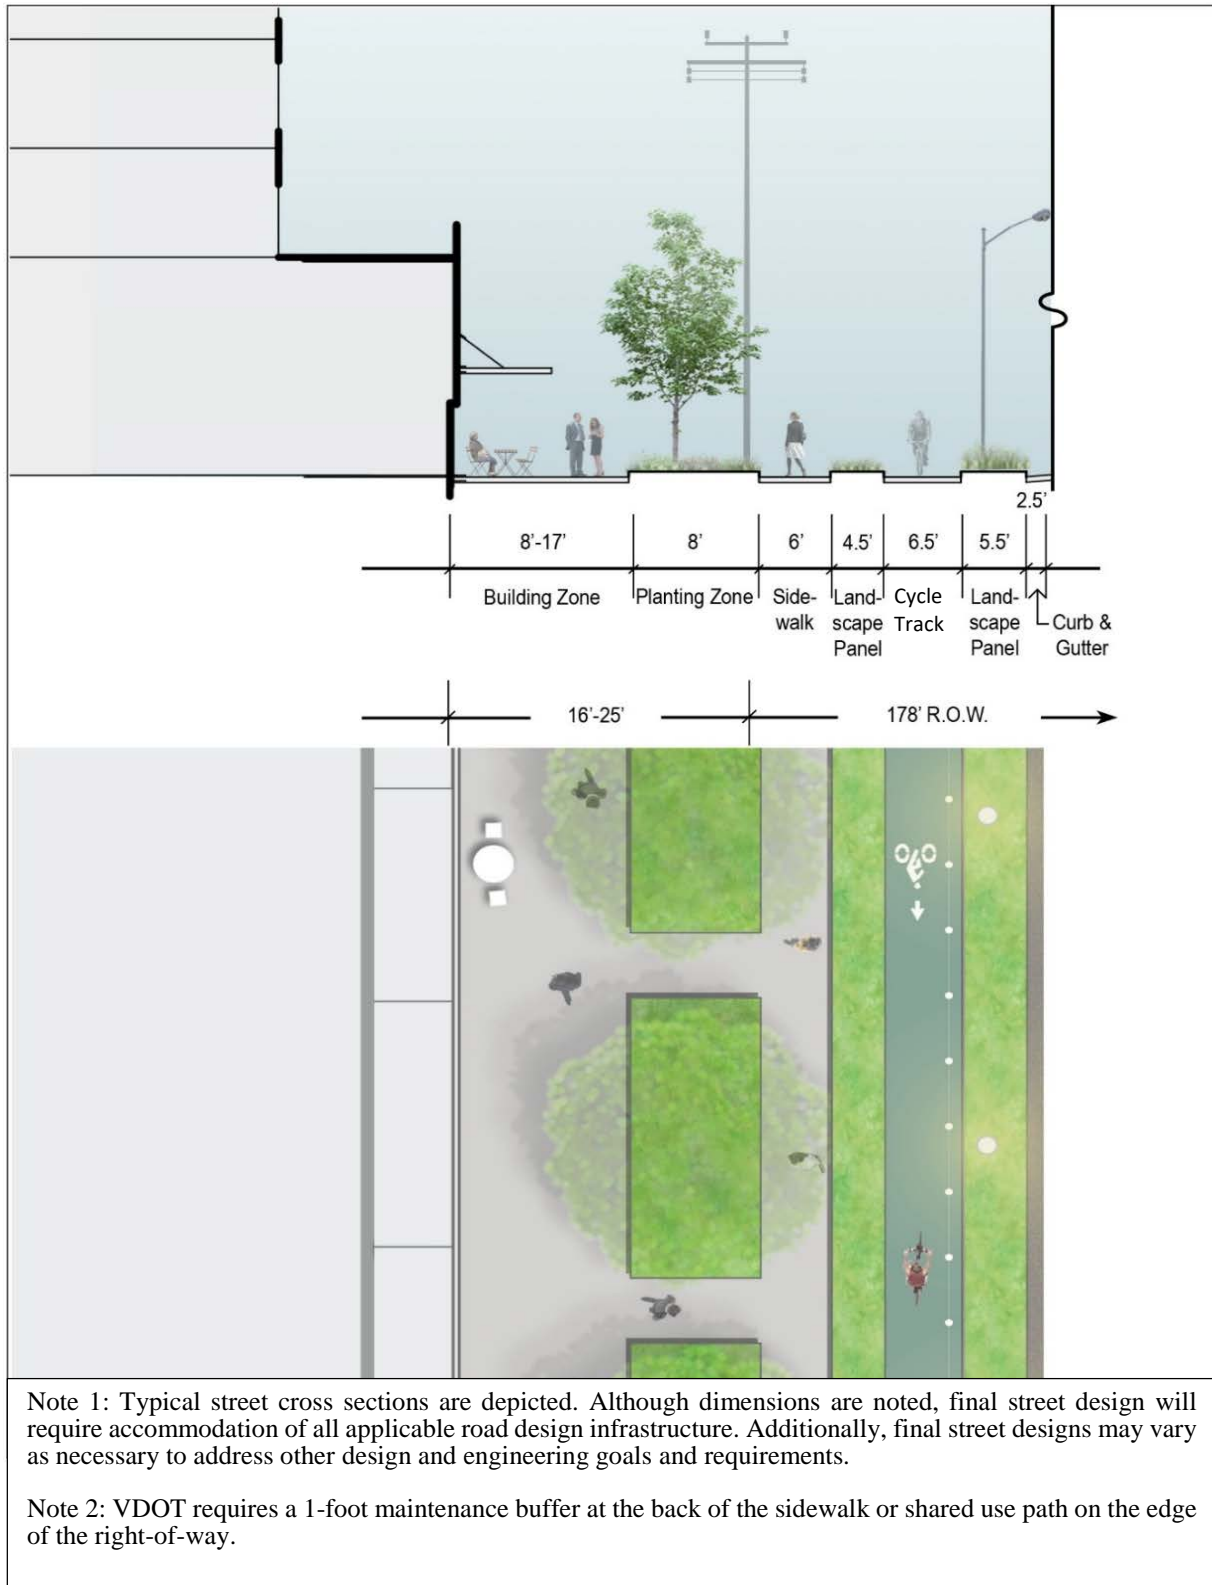 2.5’
8’-17’ 8’ 6’ 4.5’ 6.5’ 5.5’
Building Zone Planting Zone Side- Land- Cycle Land- Curb &
walk scape Track scape Gutter
Panel Panel
16’-25’ 178’ R.O.W.
Note 1: Typical street cross sections are depicted. Although dimensions are noted, final street design will
require accommodation of all applicable road design infrastructure. Additionally, final street designs may vary
as necessary to address other design and engineering goals and requirements.
Note 2: VDOT requires a 1-foot maintenance buffer at the back of the sidewalk or shared use path on the edge
of the right-of-way.